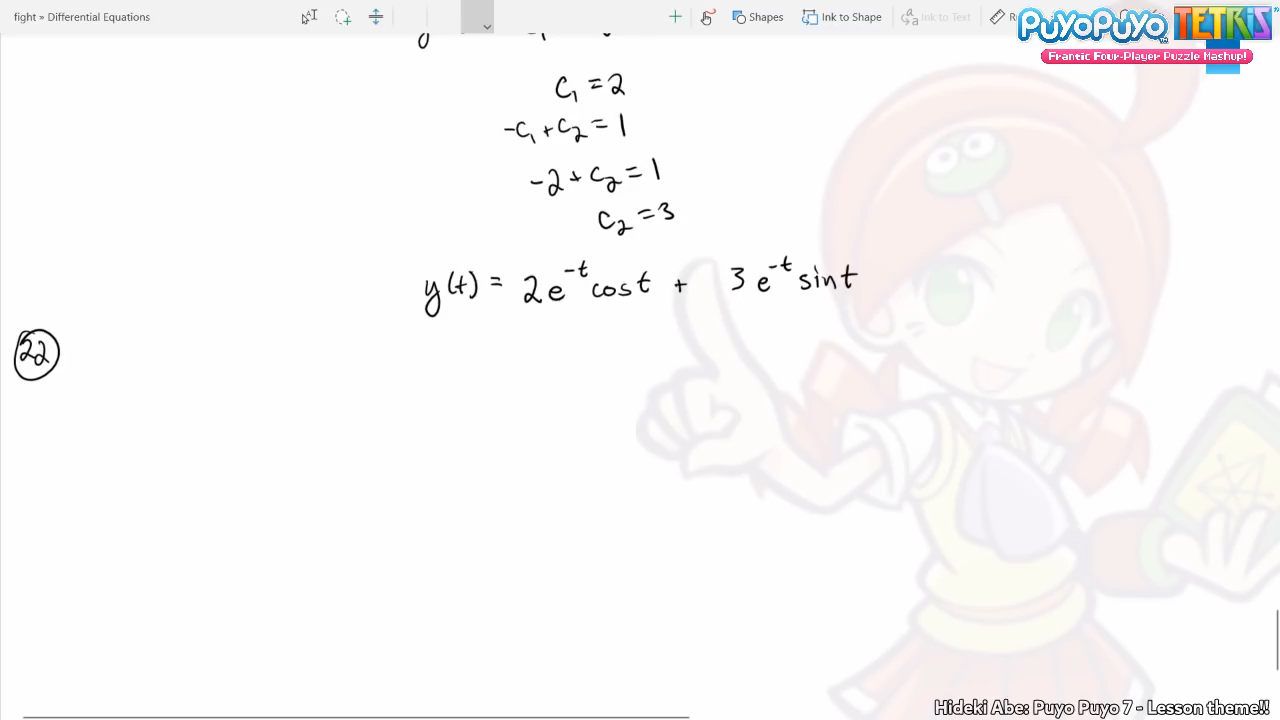 fight » Differential Equations
Shapes
Ink to Shape
Ink to Text
PuyoPuyo TETRIS
Frantic Four-Player Puzzle Mashup!
C₁ = 2
-C₁ + C₂ = 1
-2 + C₂ = 1
C₂ = 3
y(t) = 2e^{-t} cos t + 3e^{-t} sin t
22
Hideki Abe: Puyo Puyo 7 - Lesson theme!!